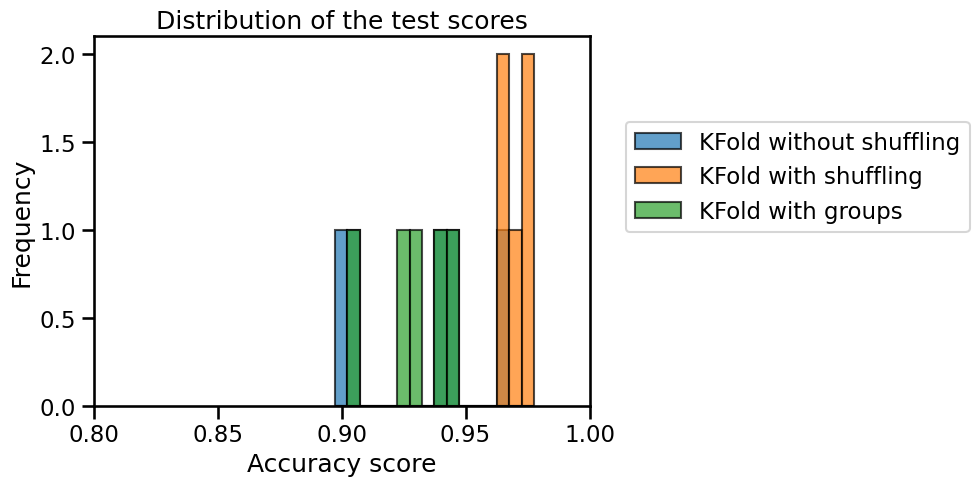 Distribution of the test scores
2.0
1.5
1.0
0.5
0.0
Frequency
0.80 0.85 0.90 0.95 1.00
Accuracy score
KFold without shuffling
KFold with shuffling
KFold with groups